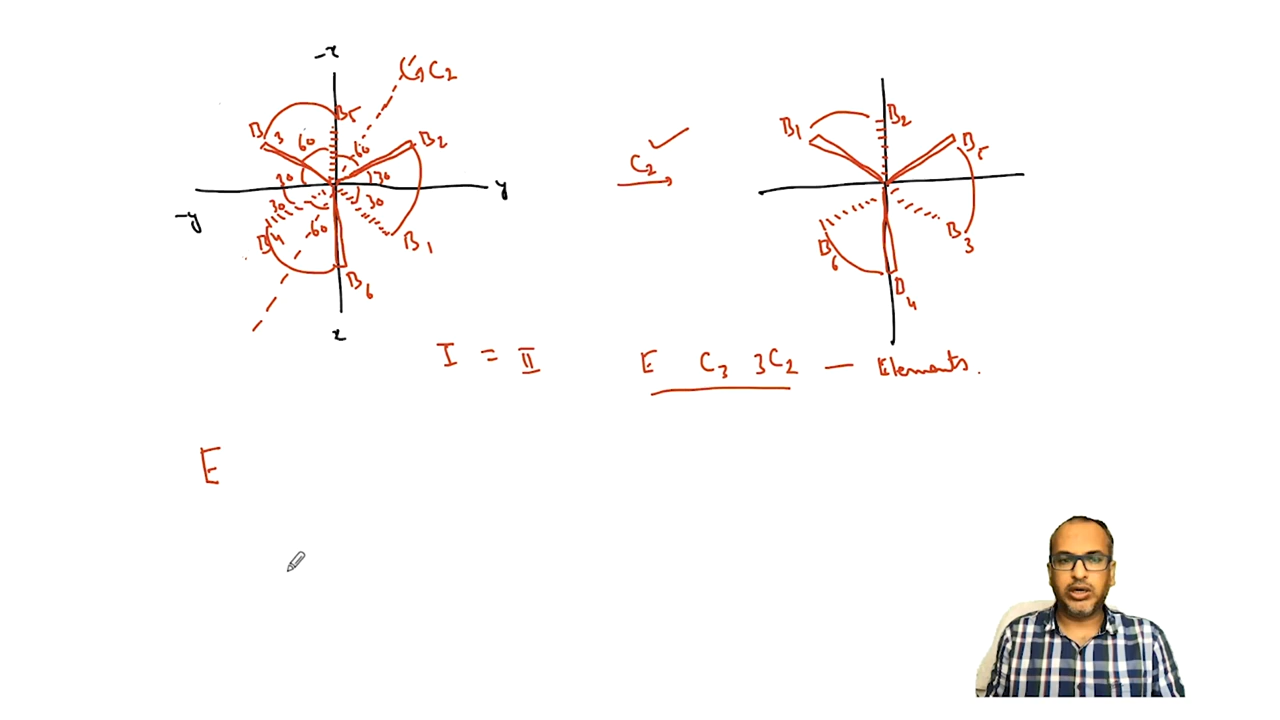 -x
C₂
B5
B3
60
60
B2
30
30
y
-y
30
30
B4
60
B1
B6
x
C₂
B1
B2
B5
B3
B6
B4
I = II
E C₃ 3C₂ — Elements.
E